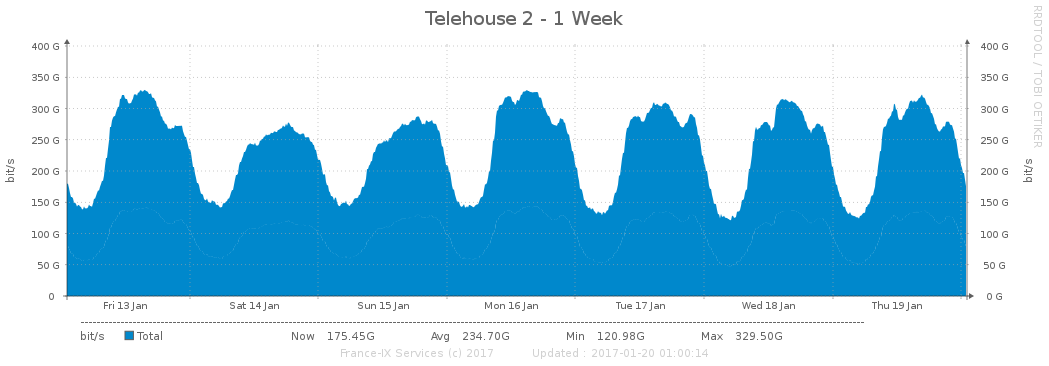 Telehouse 2 - 1 Week
RRDTOOL / TOBI OETIKER
400 G 400 G
350 G 350 G
300 G 300 G
250 G 250 G
200 G 200 G
150 G 150 G
100 G 100 G
50 G 50 G
0 0 G
bit/s bit/s
Fri 13 Jan Sat 14 Jan Sun 15 Jan Mon 16 Jan Tue 17 Jan Wed 18 Jan Thu 19 Jan
bit/s Total Now 175.45G Avg 234.70G Min 120.98G Max 329.50G
France-IX Services (c) 2017 Updated : 2017-01-20 01:00:14